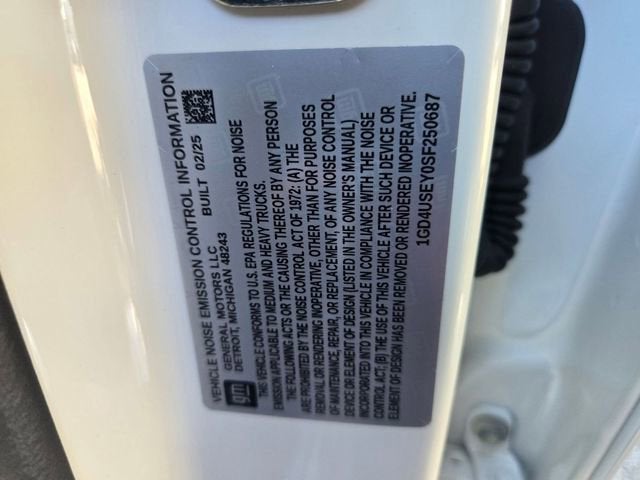 VEHICLE NOISE EMISSION CONTROL INFORMATION
GENERAL MOTORS LLC BUILT 02/25
DETROIT, MICHIGAN 48243
gm
THIS VEHICLE CONFORMS TO U.S. EPA REGULATIONS FOR NOISE
EMISSION APPLICABLE TO MEDIUM AND HEAVY TRUCKS.
THE FOLLOWING ACTS OR THE CAUSING THEREOF BY ANY PERSON
ARE PROHIBITED BY THE NOISE CONTROL ACT OF 1972: (A) THE
REMOVAL OR RENDERING INOPERATIVE, OTHER THAN FOR PURPOSES
OF MAINTENANCE, REPAIR, OR REPLACEMENT, OF ANY NOISE CONTROL
DEVICE OR ELEMENT OF DESIGN (LISTED IN THE OWNER'S MANUAL)
INCORPORATED INTO THIS VEHICLE IN COMPLIANCE WITH THE NOISE
CONTROL ACT; (B) THE USE OF THIS VEHICLE AFTER SUCH DEVICE OR
ELEMENT OF DESIGN HAS BEEN REMOVED OR RENDERED INOPERATIVE.
1GD4USEY0SF250687